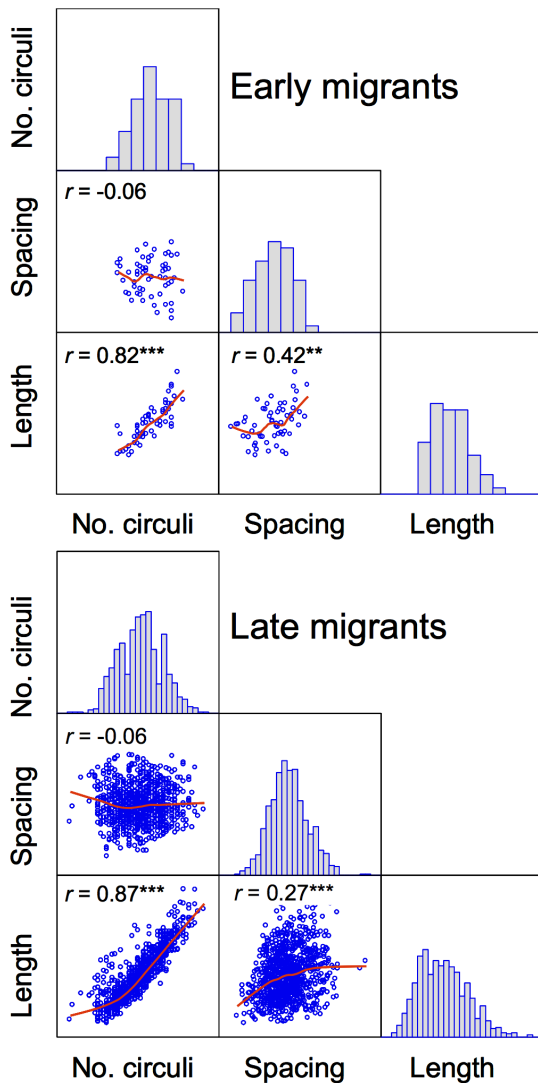 No. circuli
Early migrants
Spacing
r = -0.06
Length
r = 0.82***
r = 0.42**
No. circuli
Spacing
Length
No. circuli
Late migrants
Spacing
r = -0.06
Length
r = 0.87***
r = 0.27***
No. circuli
Spacing
Length